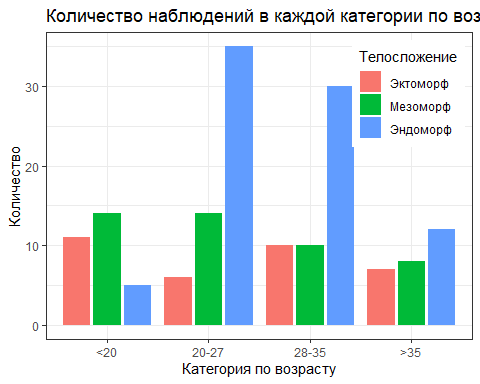 Количество наблюдений в каждой категории по воз
Телосложение
Эктоморф
Мезоморф
Эндоморф
Количество
30
20
10
0
<20
20-27
28-35
>35
Категория по возрасту